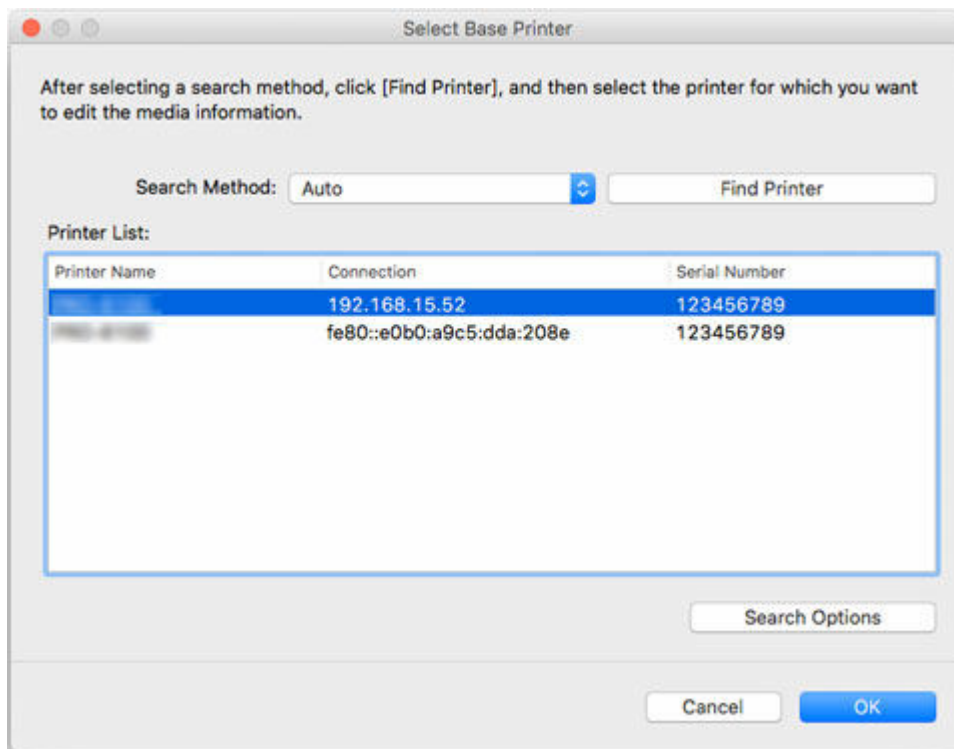 Select Base Printer
After selecting a search method, click [Find Printer], and then select the printer for which you want
to edit the media information.
Search Method: Auto Find Printer
Printer List:
Printer Name Connection Serial Number
192.168.15.52 123456789
fe80::e0b0:a9c5:dda:208e 123456789
Search Options
Cancel OK